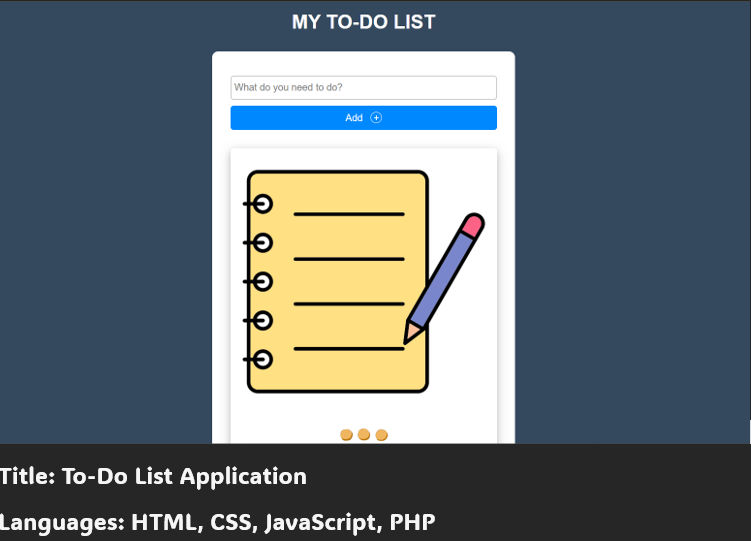 MY TO-DO LIST
What do you need to do?
Add
Title: To-Do List Application
Languages: HTML, CSS, JavaScript, PHP